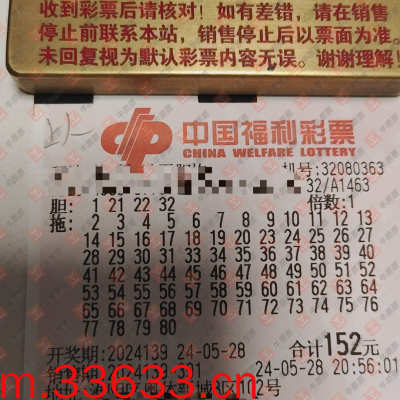 收到彩票后请核对！如有差错，请在销售
停止前联系本站，销售停止后以票面为准。
未回复视为默认彩票内容无误。谢谢理解！
中国福利彩票
CHINA WELFARE LOTTERY
机号:32080363
32/A1463
胆: 1 21 22 32 倍数:1
拖: 2 3 4 5 6 7 8 9 10 11 12 13
14 15 16 17 18 19 20 23 24 25 26 27
28 29 30 31 33 34 35 36 37 38 39 40
41 42 43 44 45 46 47 48 49 50 51 52
53 54 55 56 57 58 59 60 61 62 63 64
65 66 67 68 69 70 71 72 73 74 75 76
77 78 79 80
开奖期:2024139 24-05-28 合计152元
24-05-28 20:56:01
m.33633.cn